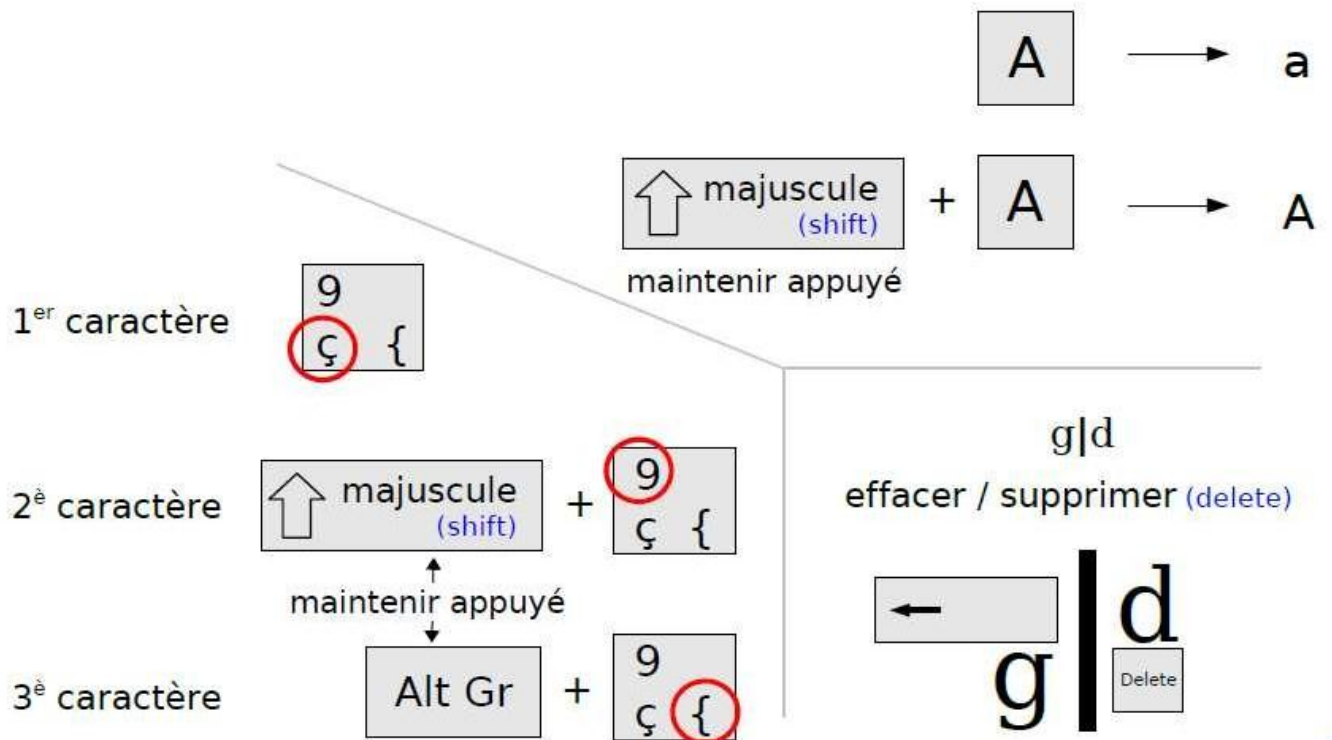 A → a
majuscule + A → A
(shift)
maintenir appuyé
1er caractère
9
ç {
2è caractère
majuscule +
(shift)
9
ç {
maintenir appuyé
3è caractère
Alt Gr +
9
ç {
g|d
effacer / supprimer (delete)
←
g
d
Delete